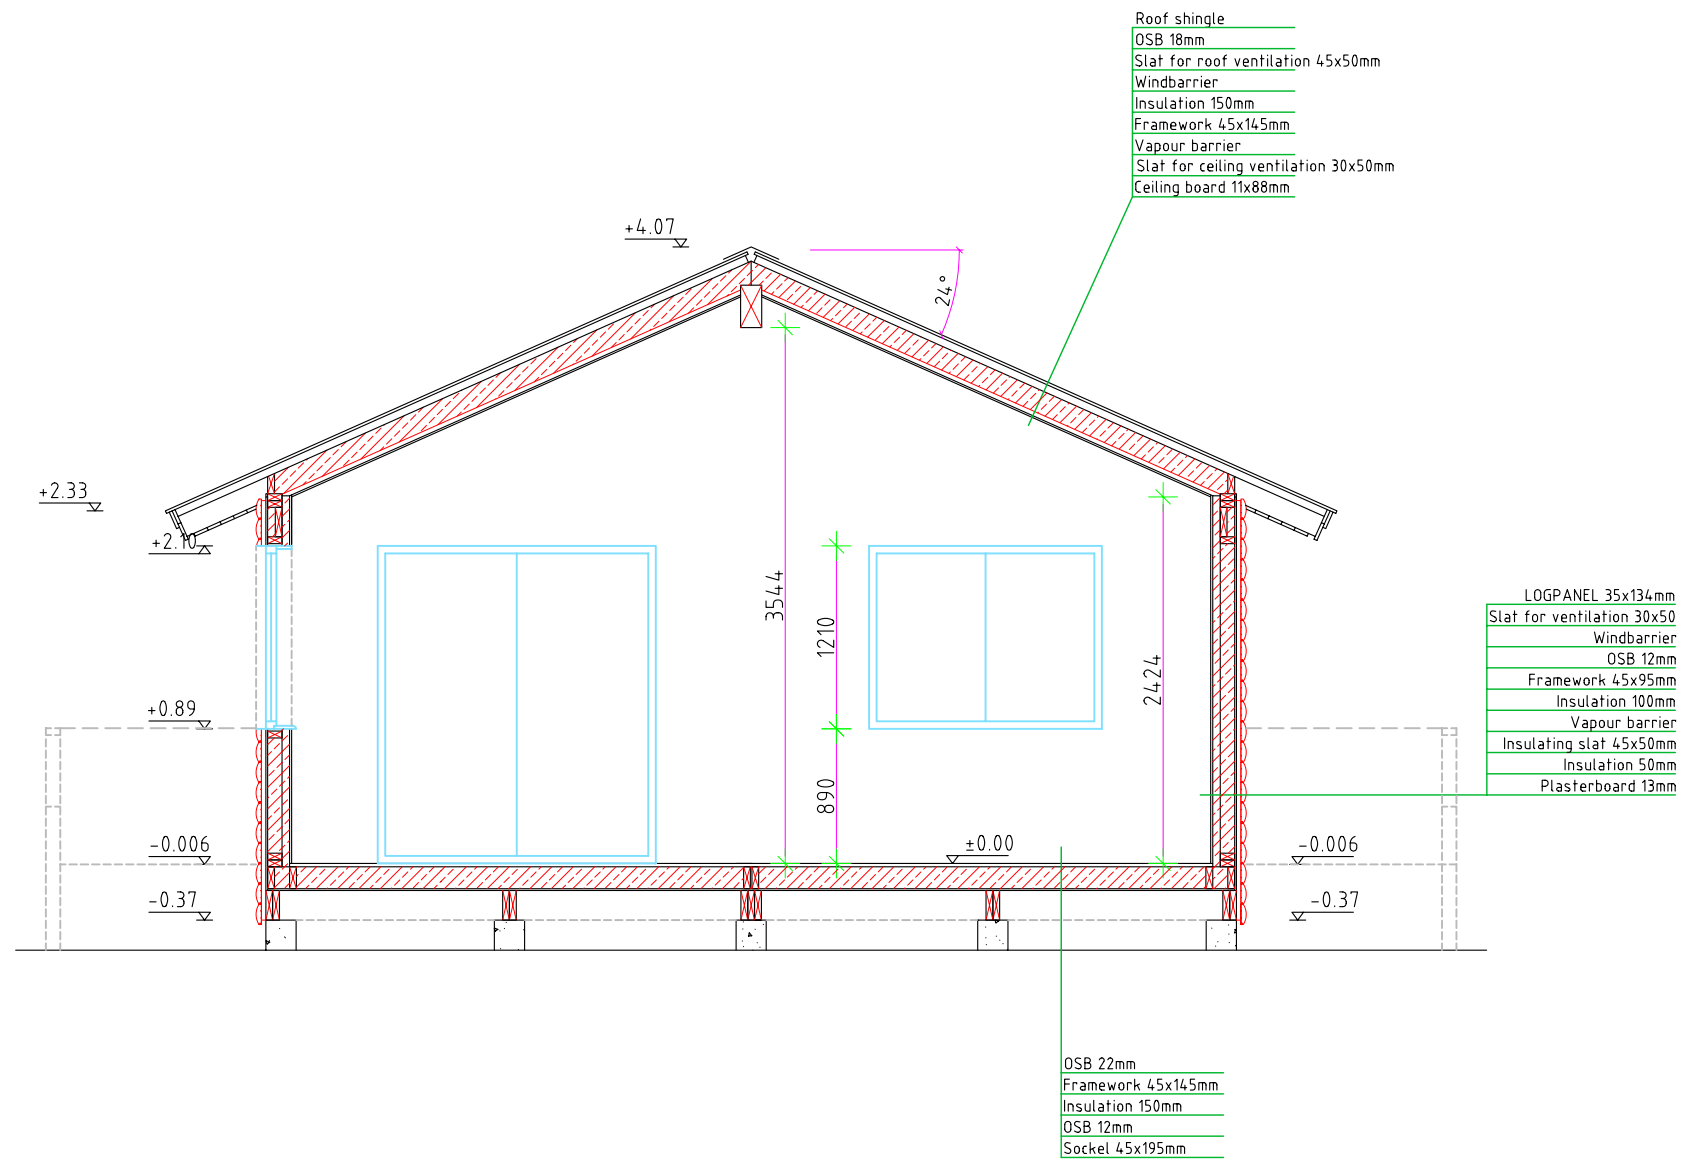 Roof shingle
OSB 18mm
Slat for roof ventilation 45x50mm
Windbarrier
Insulation 150mm
Framework 45x145mm
Vapour barrier
Slat for ceiling ventilation 30x50mm
Ceiling board 11x88mm
+4.07
24°
+2.33
+2.10
3544
1210
2424
+0.89
890
LOGPANEL 35x134mm
Slat for ventilation 30x50
Windbarrier
OSB 12mm
Framework 45x95mm
Insulation 100mm
Vapour barrier
Insulating slat 45x50mm
Insulation 50mm
Plasterboard 13mm
-0.006
±0.00
-0.006
-0.37
-0.37
OSB 22mm
Framework 45x145mm
Insulation 150mm
OSB 12mm
Sockel 45x195mm